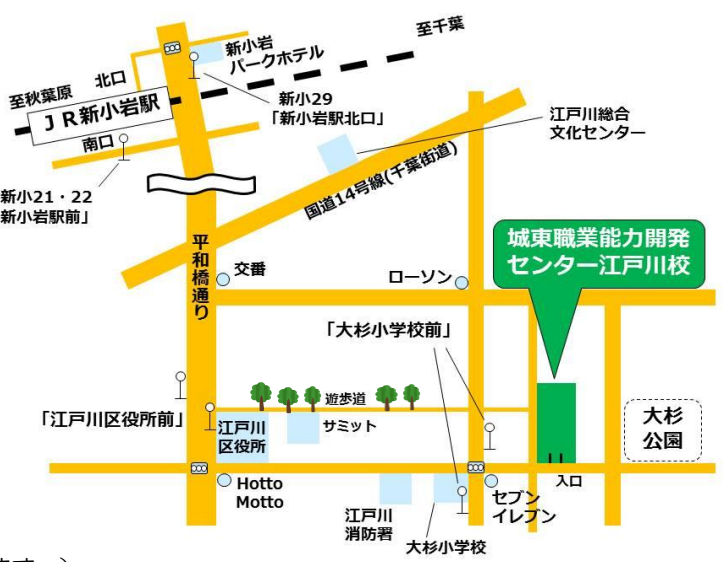 至千葉
新小岩
パークホテル
北口
至秋葉原
ＪＲ新小岩駅
新小29
「新小岩駅北口」
江戸川総合
文化センター
南口
国道14号線(千葉街道)
新小21・22
新小岩駅前」
平和橋通り
城東職業能力開発
センター江戸川校
交番
ローソン
「大杉小学校前」
遊歩道
「江戸川区役所前」
江戸川
区役所
サミット
大杉
公園
Hotto
Motto
入口
セブン
イレブン
江戸川
消防署
大杉小学校